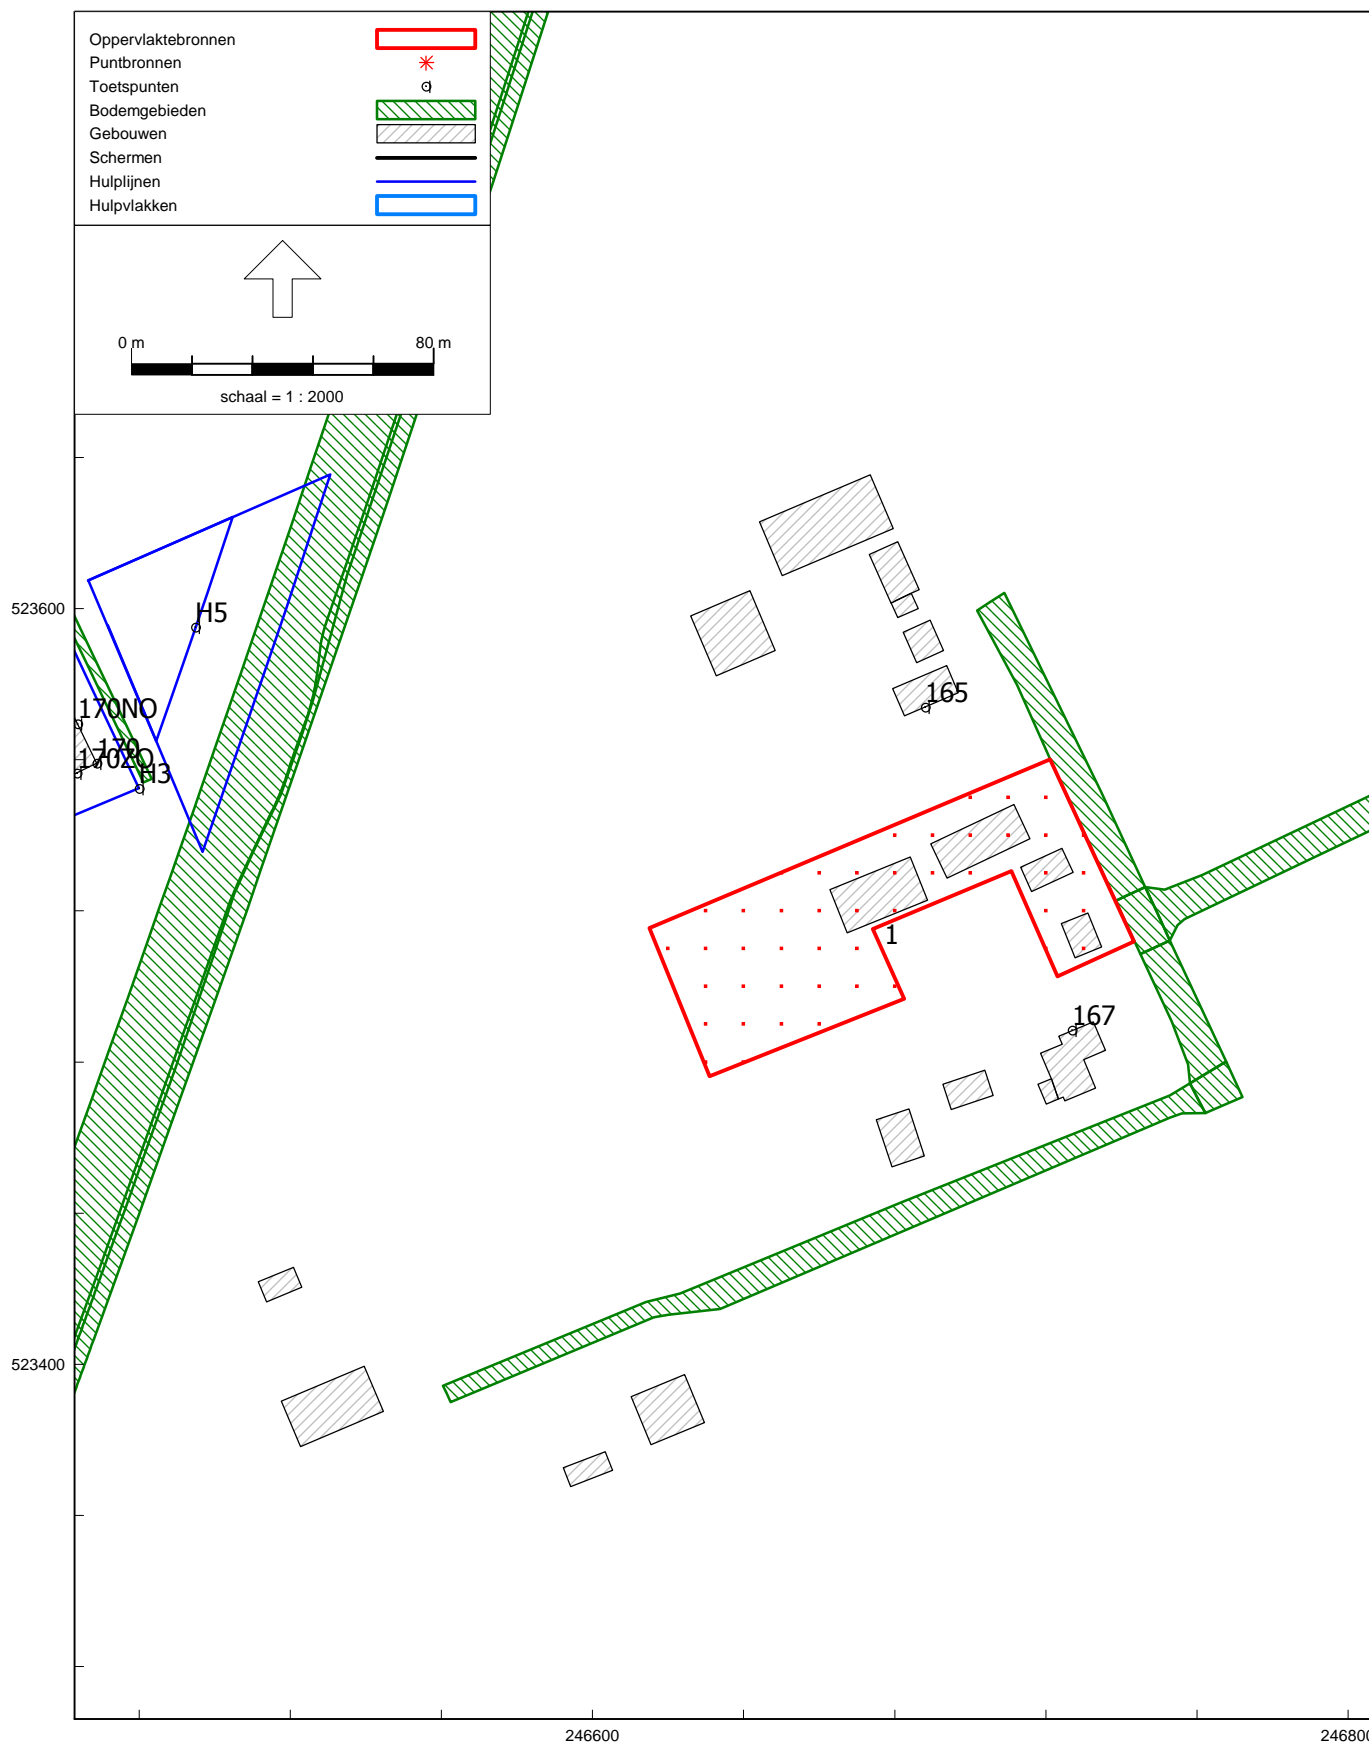 Oppervlaktebronnen
Puntbronnen
Toetspunten
Bodemgebieden
Gebouwen
Schermen
Hulplijnen
Hulpvlakken
0 m 80 m
schaal = 1 : 2000
523600
H5
170NO
170
170ZO
H3
165
1
167
523400
246600 246800